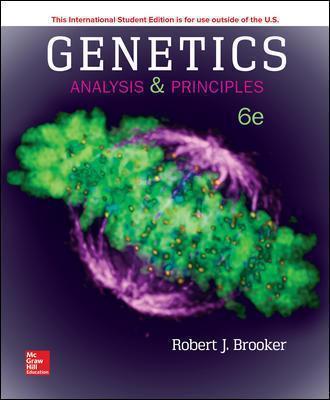 This International Student Edition is for use outside of the U.S.
GENETICS
ANALYSIS & PRINCIPLES
6e
Robert J. Brooker
Mc
Graw
Hill
Education